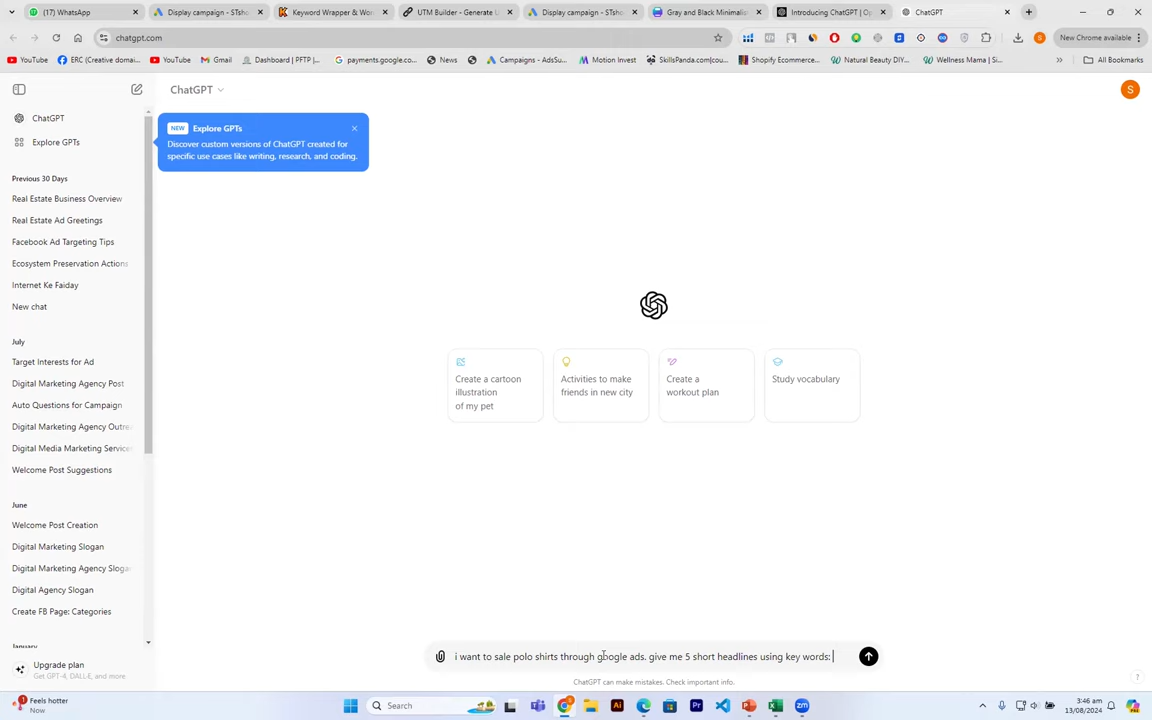 (17) WhatsApp
Display campaign - STsho
Keyword Wrapper & Wor
UTM Builder - Generate U
Display campaign - STsho
Gray and Black Minimalis
Introducing ChatGPT | Op
ChatGPT
chatgpt.com
New Chrome available
YouTube
ERC (Creative domai...
YouTube
Gmail
Dashboard | PFTP |...
payments.google.co...
News
Campaigns - AdsSu...
Motion Invest
SkillsPanda.com|cou...
Shopify Ecommerce...
Natural Beauty DIY...
Wellness Mama | Si...
All Bookmarks
ChatGPT
S
ChatGPT
Explore GPTs
NEW Explore GPTs
Discover custom versions of ChatGPT created for
specific use cases like writing, research, and coding.
Previous 30 Days
Real Estate Business Overview
Real Estate Ad Greetings
Facebook Ad Targeting Tips
Ecosystem Preservation Actions
Internet Ke Faiday
New chat
July
Target Interests for Ad
Digital Marketing Agency Post
Auto Questions for Campaign
Digital Marketing Agency Outre
Digital Media Marketing Services
Welcome Post Suggestions
June
Welcome Post Creation
Digital Marketing Slogan
Digital Marketing Agency Slogan
Digital Agency Slogan
Create FB Page: Categories
January
Create a cartoon
illustration
of my pet
Activities to make
friends in new city
Create a
workout plan
Study vocabulary
i want to sale polo shirts through google ads. give me 5 short headlines using key words:
ChatGPT can make mistakes. Check important info.
?
Upgrade plan
Get GPT-4, DALL-E, and more.
Feels hotter
Now
Search
3:46 am
13/08/2024